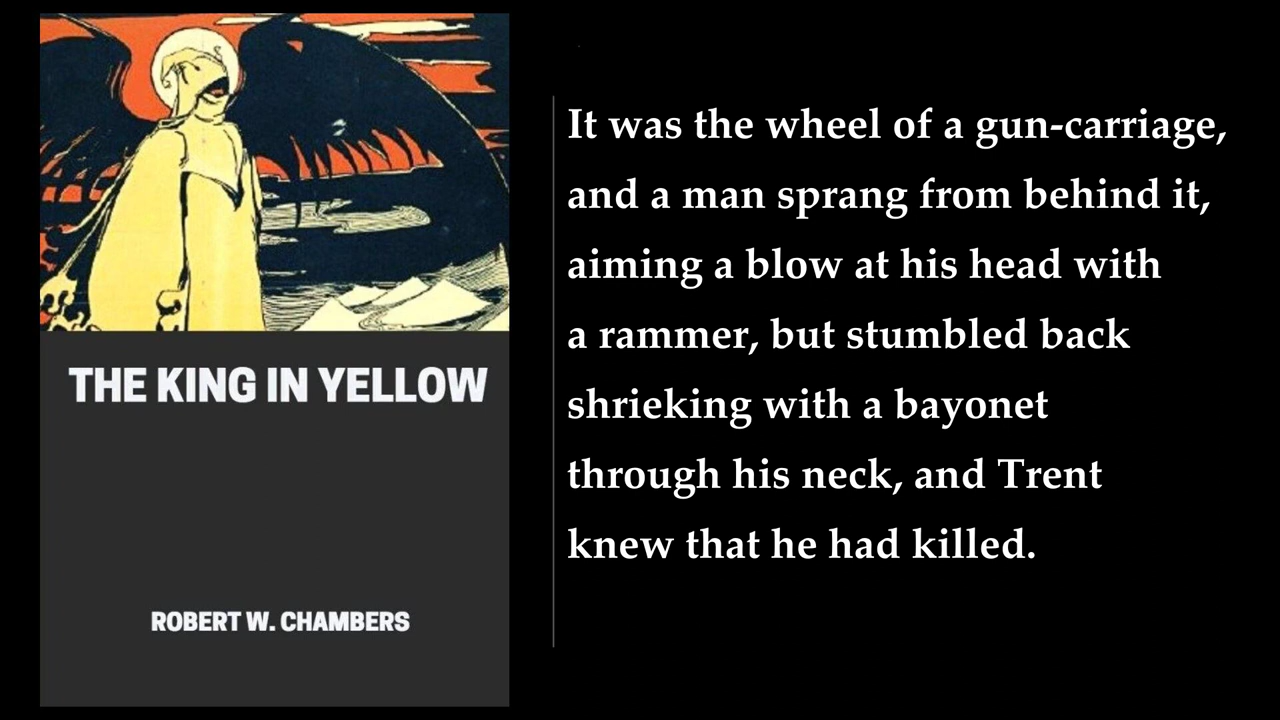 THE KING IN YELLOW
ROBERT W. CHAMBERS
It was the wheel of a gun-carriage,
and a man sprang from behind it,
aiming a blow at his head with
a rammer, but stumbled back
shrieking with a bayonet
through his neck, and Trent
knew that he had killed.